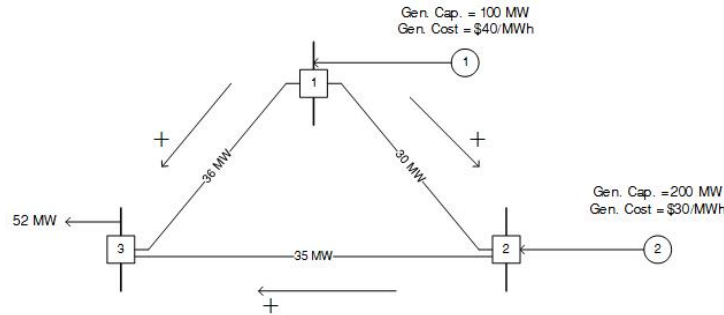 Gen. Cap. = 100 MW
Gen. Cost = $40/MWh
1
1
+
+
36 MW
30 MW
Gen. Cap. =200 MW
Gen. Cost = $30/MWh
52 MW
3
35 MW
2
2
+